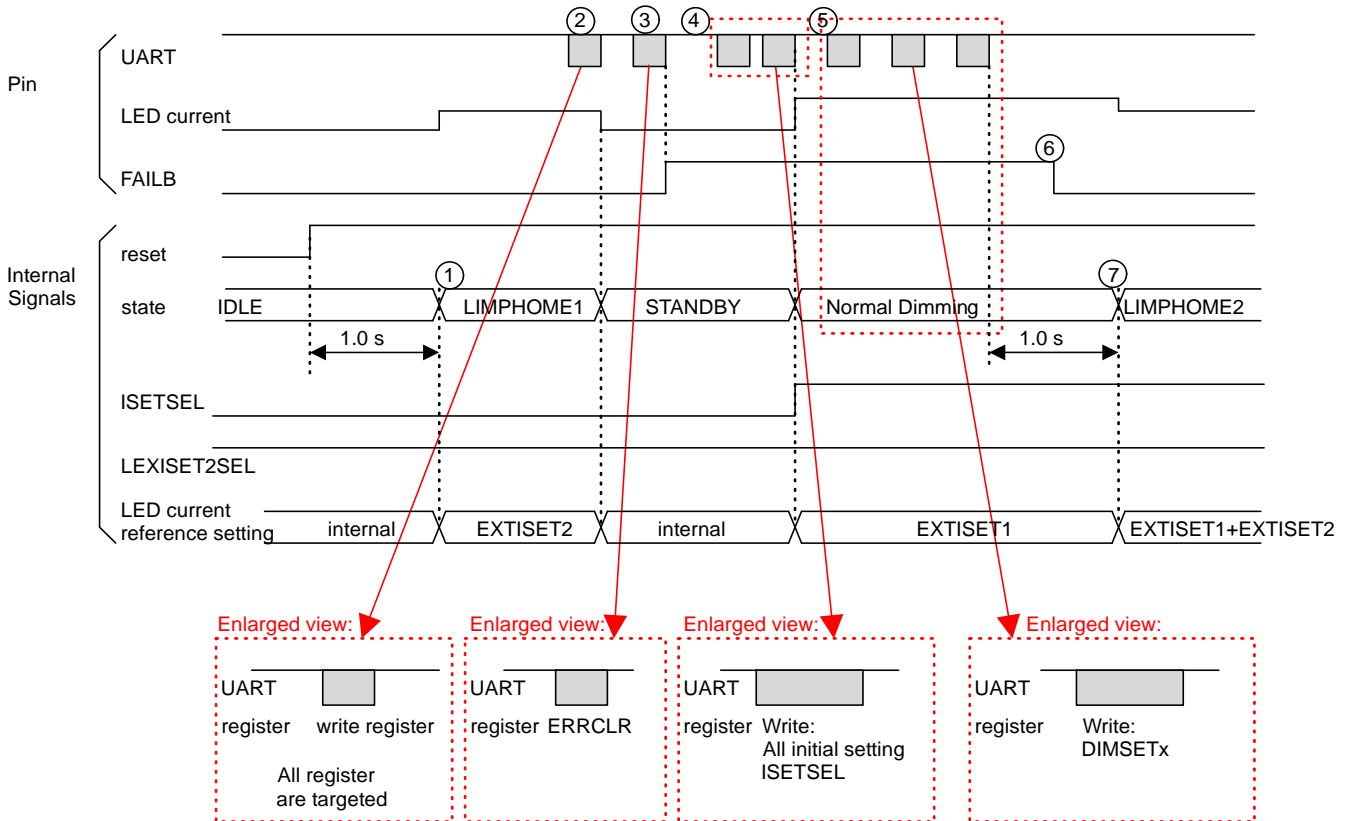 ② ③ ④ ⑤
UART
Pin
LED current
⑥
FAILB
reset
Internal
Signals
① ⑦
state IDLE LIMPHOME1 STANDBY Normal Dimming LIMPHOME2
1.0 s 1.0 s
ISETSEL
LEXISET2SEL
LED current
reference setting internal EXTISET2 internal EXTISET1 EXTISET1+EXTISET2
Enlarged view: Enlarged view: Enlarged view: Enlarged view:
UART UART UART UART
register write register register ERRCLR register Write: register Write:
All initial setting DIMSETx
ISETSEL
All register
are targeted